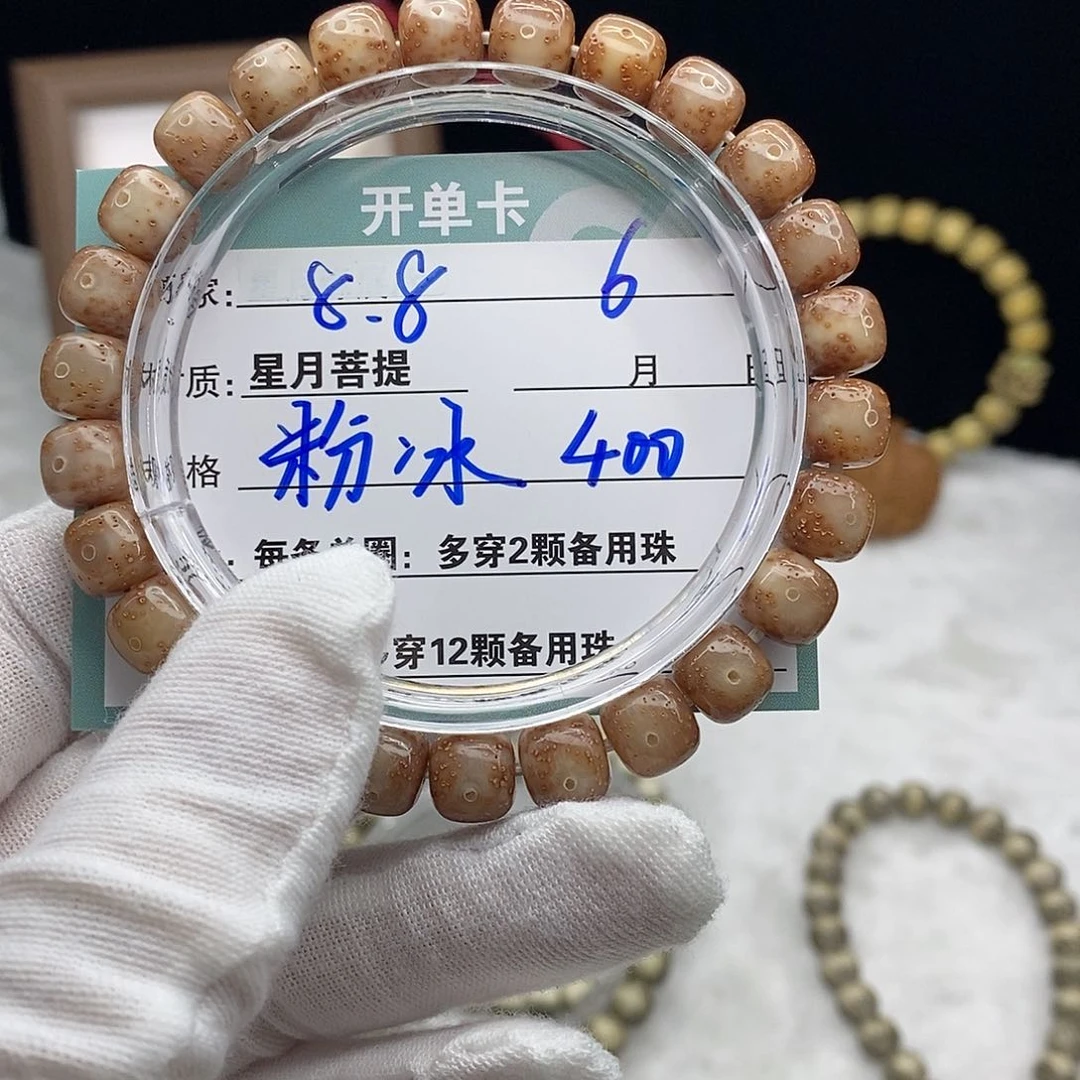 开单卡
家: 8.8 6
质: 星月菩提 月
格 粉冰 400
每条单圈: 多穿2颗备用珠
穿12颗备用珠